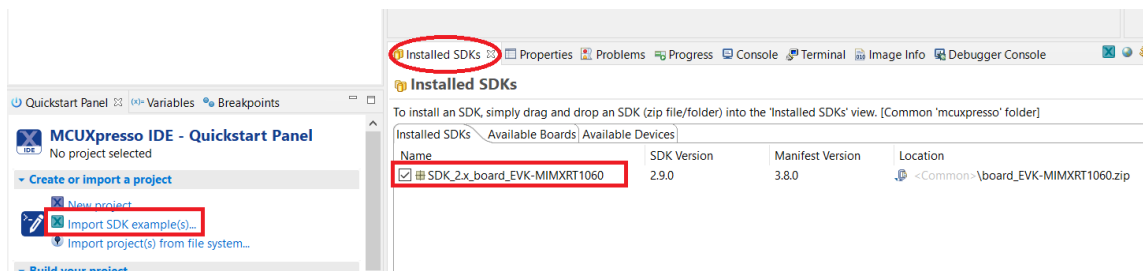 Installed SDKs Properties Problems Progress Console Terminal Image Info Debugger Console
Installed SDKs
To install an SDK, simply drag and drop an SDK (zip file/folder) into the 'Installed SDKs' view. [Common 'mcuxpresso' folder]
Installed SDKs Available Boards Available Devices
Name SDK Version Manifest Version Location
SDK_2.x_board_EVK-MIMXRT1060 2.9.0 3.8.0 <Common>\board_EVK-MIMXRT1060.zip
Quickstart Panel (x)= Variables Breakpoints
MCUXpresso IDE - Quickstart Panel
IDE
No project selected
Create or import a project
New project...
Import SDK example(s)...
Import project(s) from file system...
Build your project